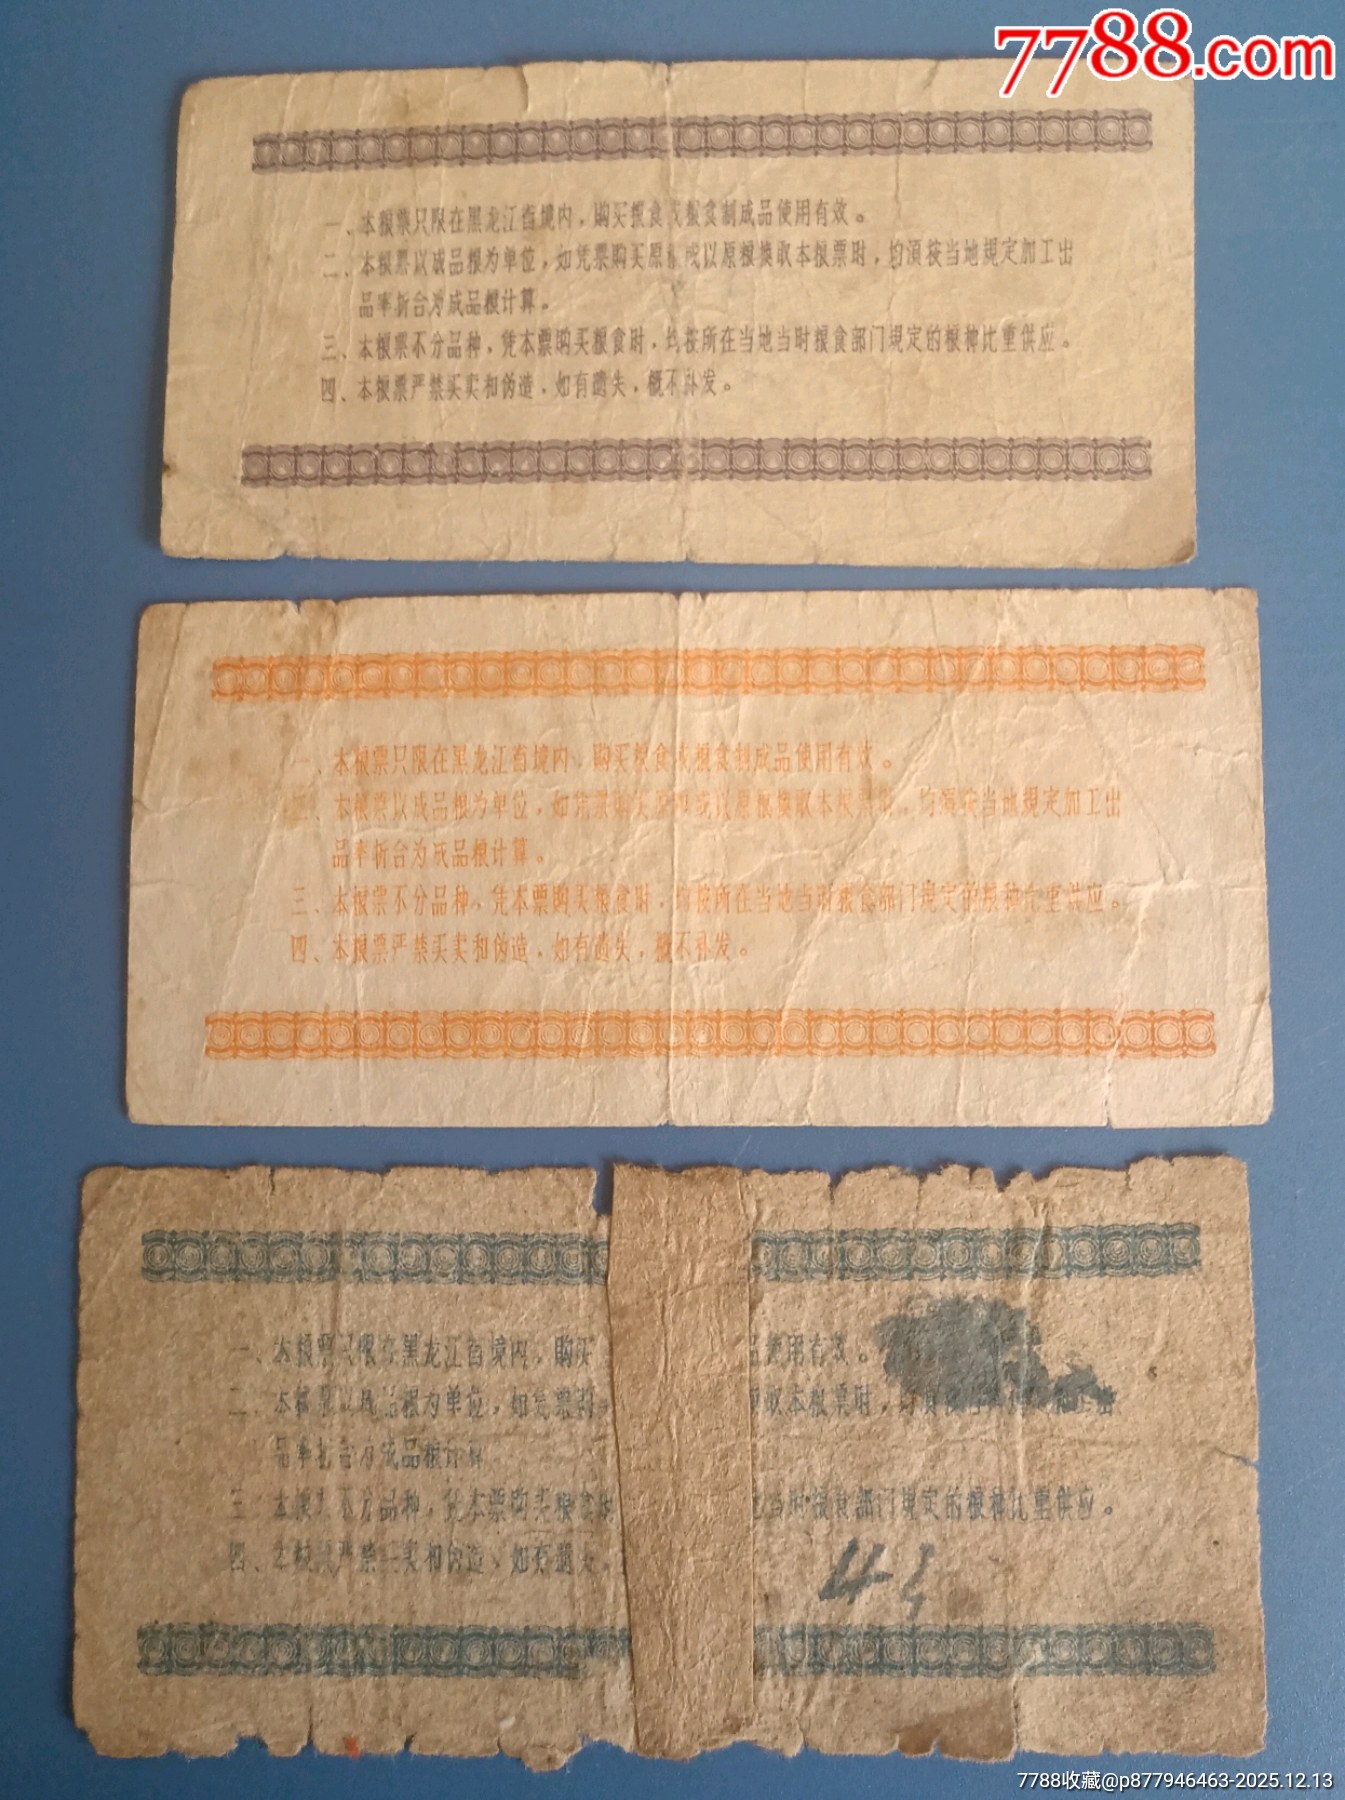 7788.com
一、本粮票只限在黑龙江省境内，购买粮食或粮食制成品使用有效。
二、本粮票以成品粮为单位，如凭票购买原粮或以原粮换取本粮票时，均须按当地规定加工出
品率折合为成品粮计算。
三、本粮票不分品种，凭本票购买粮食时，均按所在当地当时粮食部门规定的粮种比重供应。
四、本粮票严禁买卖和伪造，如有遗失，概不补发。
一、本粮票只限在黑龙江省境内，购买粮食或粮食制成品使用有效。
二、本粮票以成品粮为单位，如凭票购买原粮或以原粮换取本粮票时，均须按当地规定加工出
品率折合为成品粮计算。
三、本粮票不分品种，凭本票购买粮食时，均按所在当地当时粮食部门规定的粮种比重供应。
四、本粮票严禁买卖和伪造，如有遗失，概不补发。
一、本粮票只限在黑龙江省境内，购买 品使用有效。
二、本粮票以成品粮为单位，如凭票购 取本粮票时，均须按 出
品率折合为成品粮计算
三、本粮票不分品种，凭本票购买粮食时 当时粮食部门规定的粮种比重供应。
四、本粮票严禁买卖和伪造，如有遗失，
7788收藏@p877946463-2025.12.13